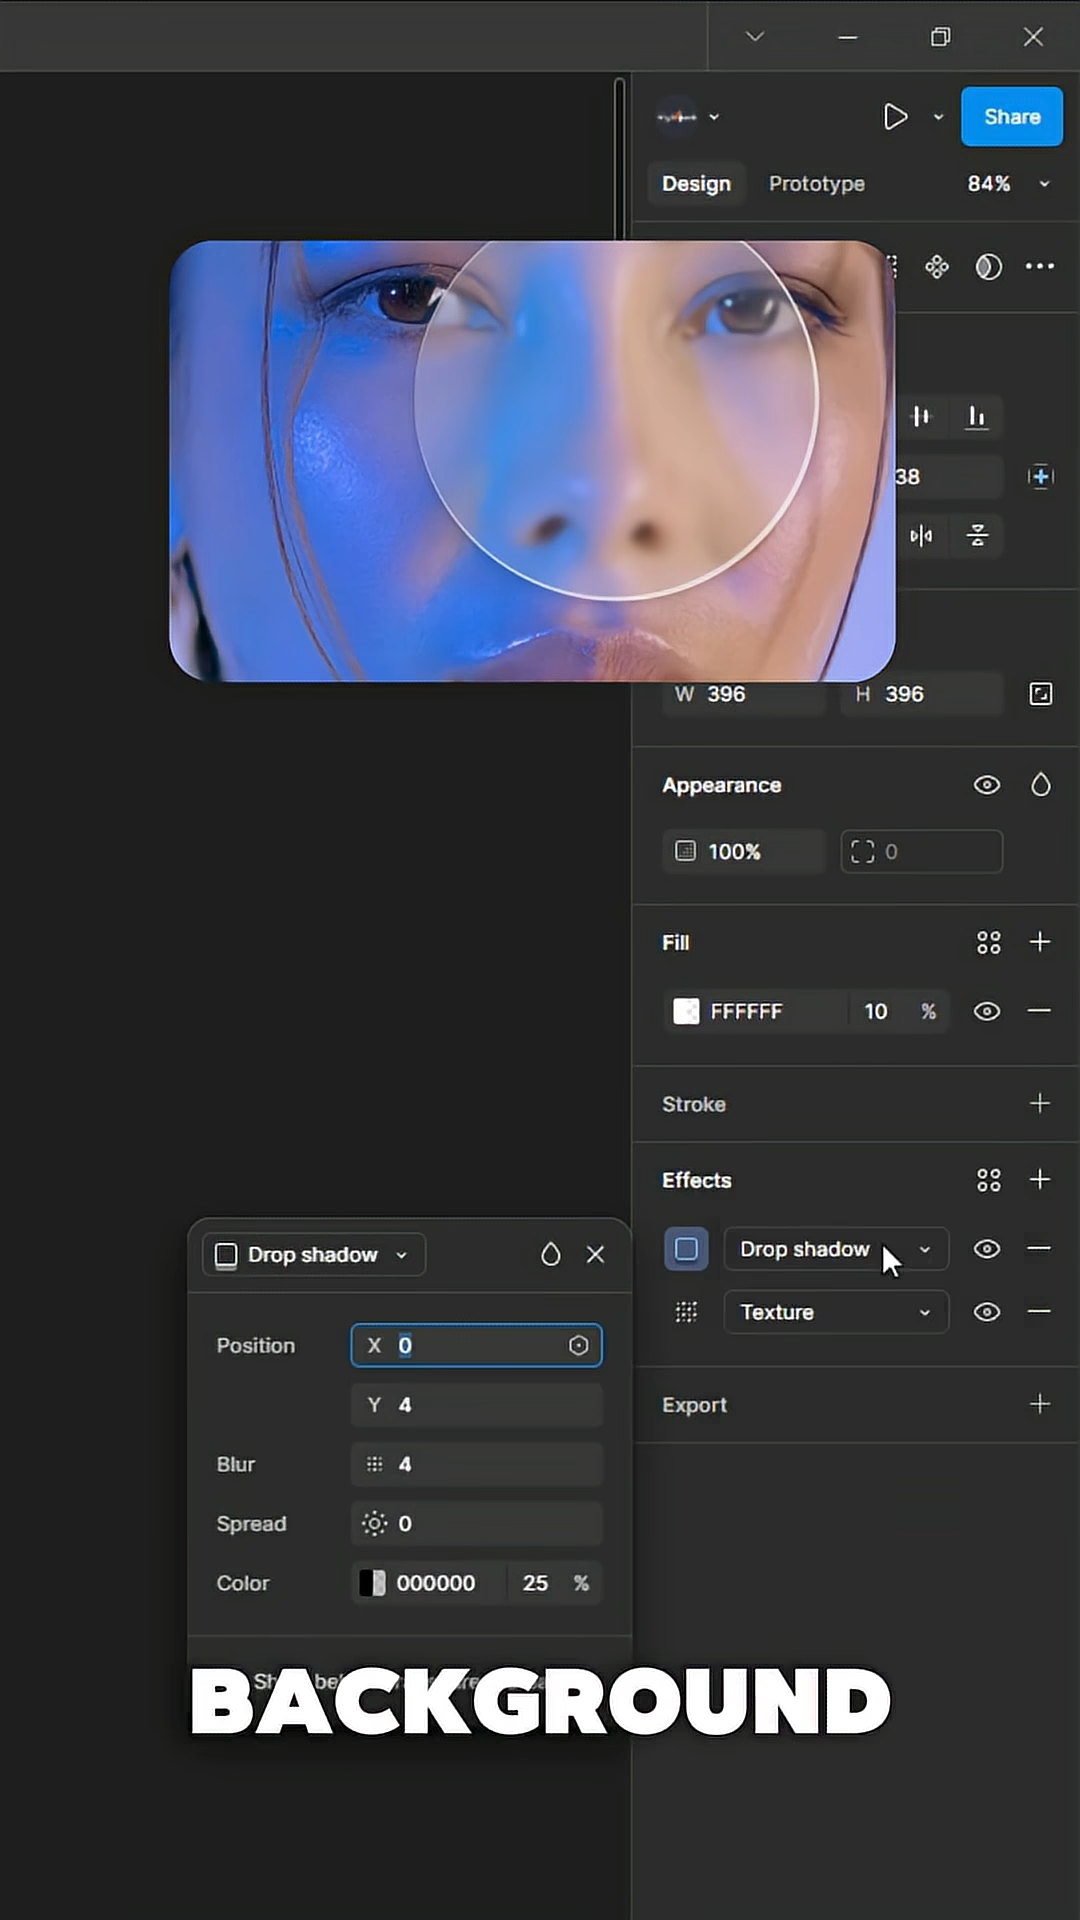 Share
Design Prototype 84%
38
W 396 H 396
Appearance
100% 0
Fill
FFFFFF 10 %
Stroke
Effects
Drop shadow
Texture
Export
Drop shadow
Position X 0
Y 4
Blur 4
Spread 0
Color 000000 25 %
BACKGROUND